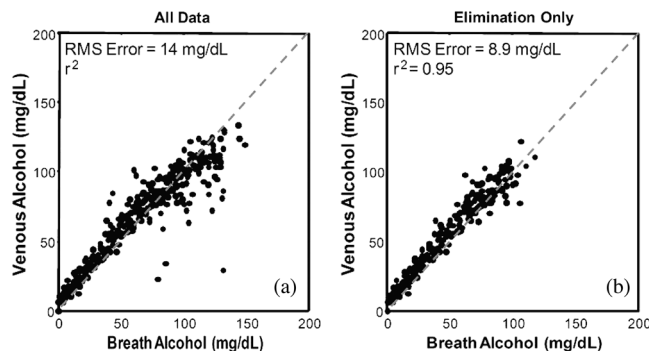 All Data
RMS Error = 14 mg/dL
r²
200
150
100
50
0
Venous Alcohol (mg/dL)
(a)
0 50 100 150 200
Breath Alcohol (mg/dL)
Elimination Only
RMS Error = 8.9 mg/dL
r²= 0.95
200
150
100
50
0
Venous Alcohol (mg/dL)
(b)
0 50 100 150 200
Breath Alcohol (mg/dL)